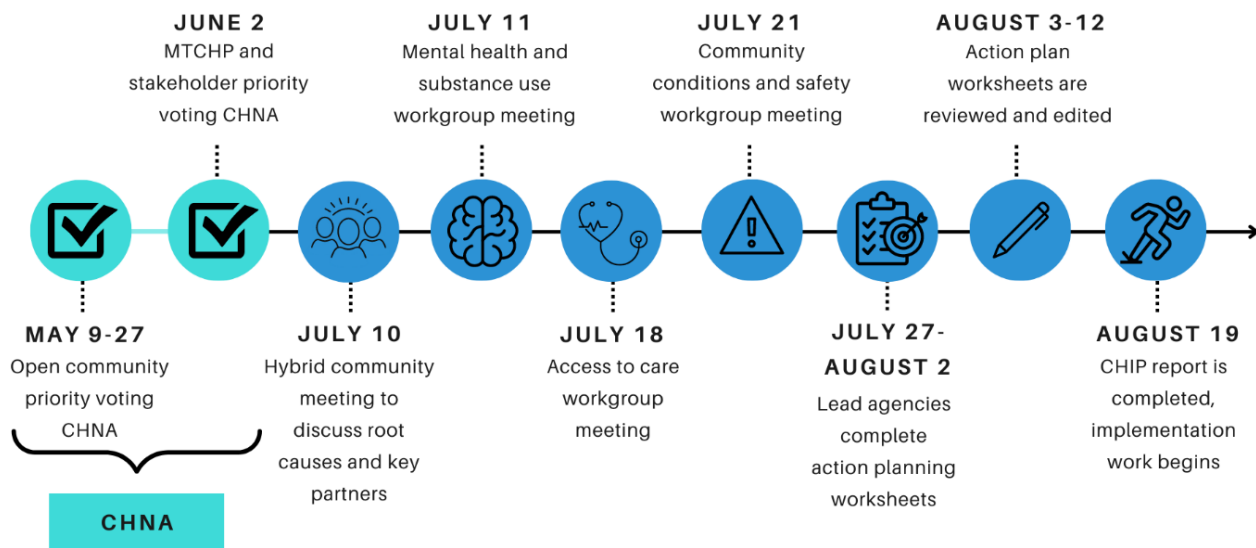 JUNE 2
MTCHP and
stakeholder priority
voting CHNA
JULY 11
Mental health and
substance use
workgroup meeting
JULY 21
Community
conditions and safety
workgroup meeting
AUGUST 3-12
Action plan
worksheets are
reviewed and edited
MAY 9-27
Open community
priority voting
CHNA
JULY 10
Hybrid community
meeting to
discuss root
causes and key
partners
JULY 18
Access to care
workgroup
meeting
JULY 27-
AUGUST 2
Lead agencies
complete
action planning
worksheets
AUGUST 19
CHIP report is
completed,
implementation
work begins
CHNA